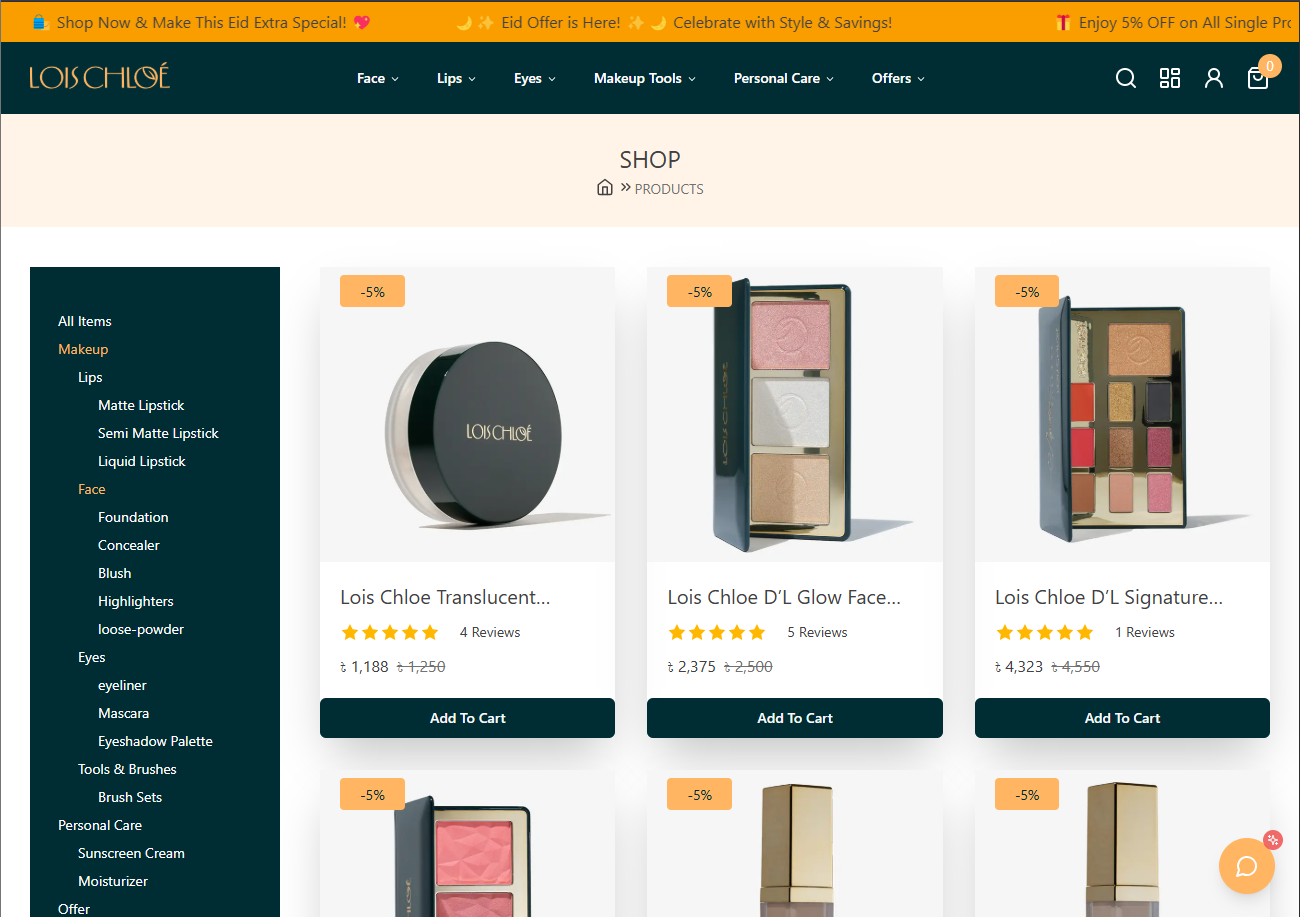 🛍️ Shop Now & Make This Eid Extra Special! 💖
🌙✨ Eid Offer is Here! ✨🌙 Celebrate with Style & Savings!
🎁 Enjoy 5% OFF on All Single
LOIS CHLOÉ
Face
Lips
Eyes
Makeup Tools
Personal Care
Offers
0
SHOP
» PRODUCTS
All Items
Makeup
Lips
Matte Lipstick
Semi Matte Lipstick
Liquid Lipstick
Face
Foundation
Concealer
Blush
Highlighters
loose-powder
Eyes
eyeliner
Mascara
Eyeshadow Palette
Tools & Brushes
Brush Sets
Personal Care
Sunscreen Cream
Moisturizer
Offer
-5%
LOIS CHLOÉ
Lois Chloe Translucent...
4 Reviews
৳ 1,188 ৳ 1,250
Add To Cart
-5%
LOIS CHLOÉ
Lois Chloe D’L Glow Face...
5 Reviews
৳ 2,375 ৳ 2,500
Add To Cart
-5%
Lois Chloe D’L Signature...
1 Reviews
৳ 4,323 ৳ 4,550
Add To Cart
-5%
-5%
-5%